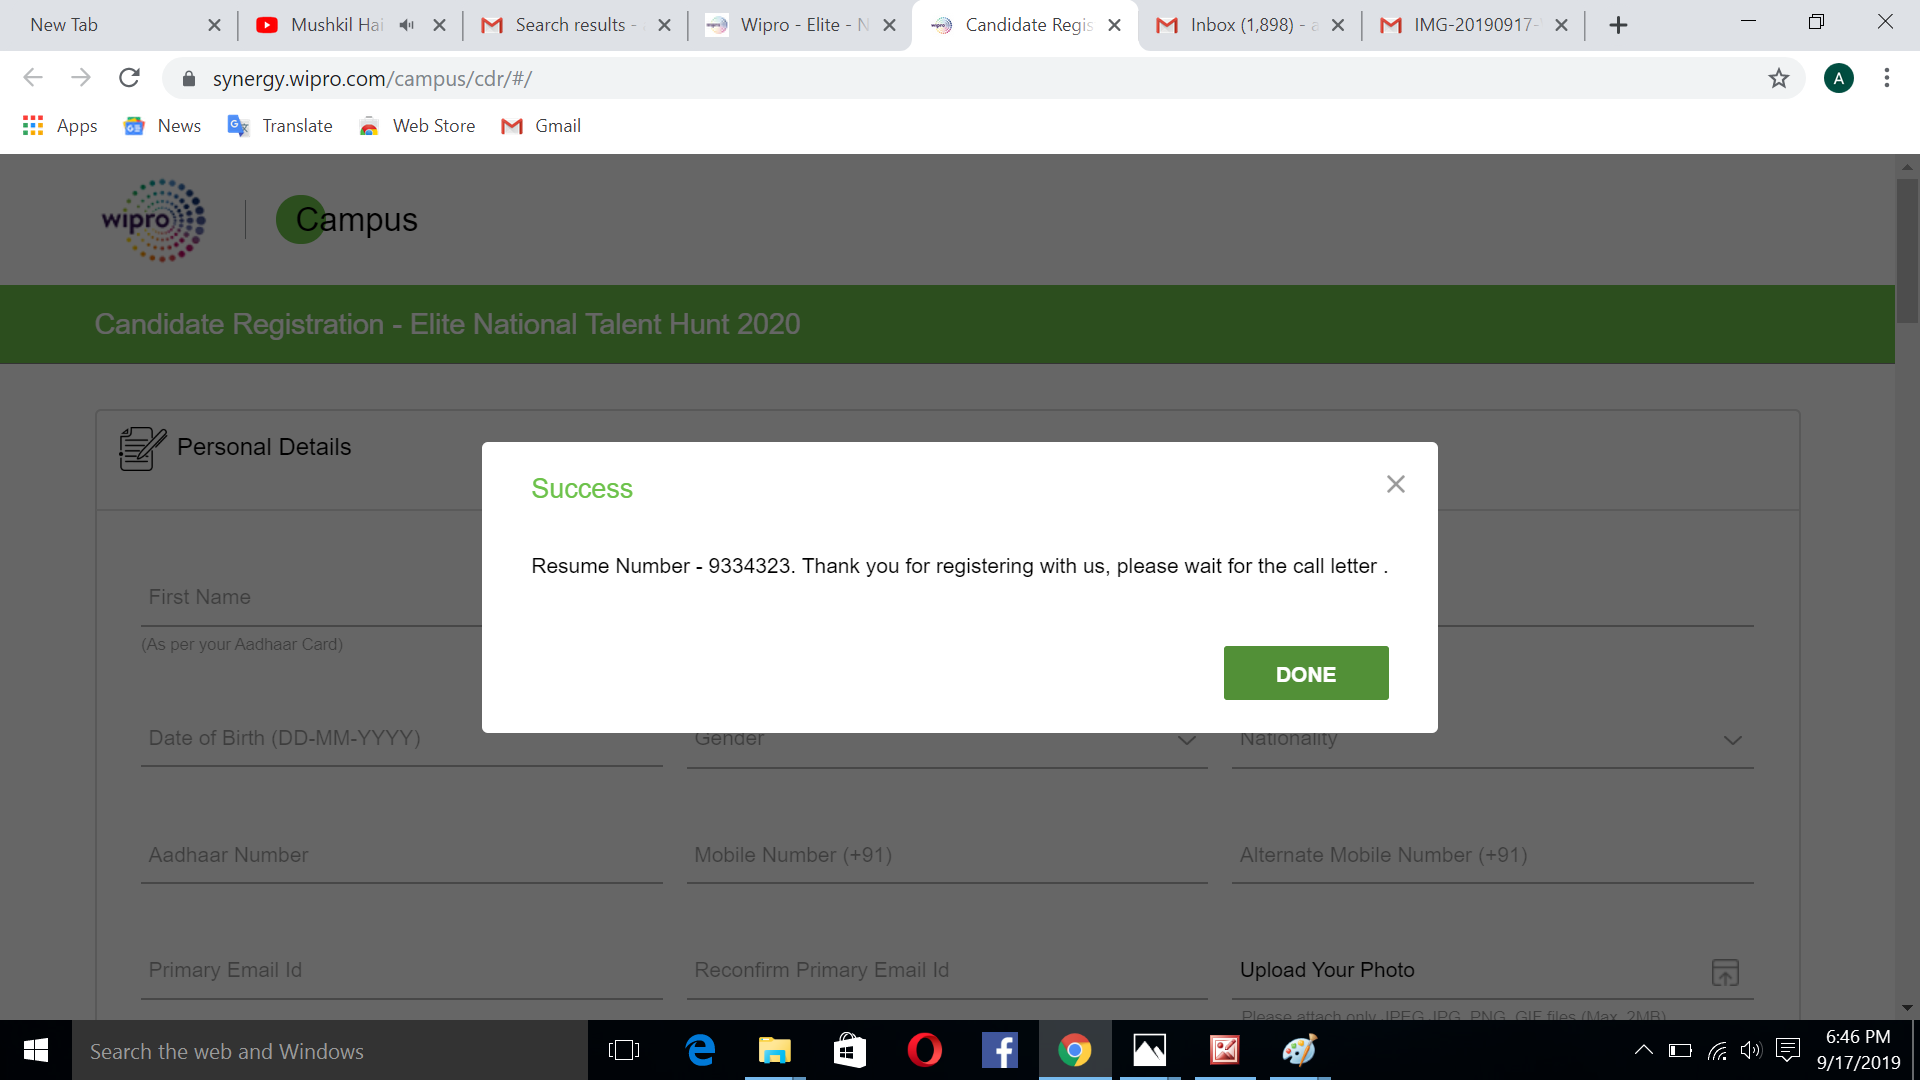 New Tab
Mushkil Hai
Search results -
Wipro - Elite - N
Candidate Regis
Inbox (1,898) - a
IMG-20190917-
synergy.wipro.com/campus/cdr/#/
A
Apps
News
Translate
Web Store
Gmail
wipro
Campus
Candidate Registration - Elite National Talent Hunt 2020
Personal Details
Success
Resume Number - 9334323. Thank you for registering with us, please wait for the call letter .
DONE
First Name
(As per your Aadhaar Card)
Date of Birth (DD-MM-YYYY)
Gender
Nationality
Aadhaar Number
Mobile Number (+91)
Alternate Mobile Number (+91)
Primary Email Id
Reconfirm Primary Email Id
Upload Your Photo
Please attach only JPEG, JPG, PNG, GIF files (Max. 2MB)
Search the web and Windows
6:46 PM
9/17/2019